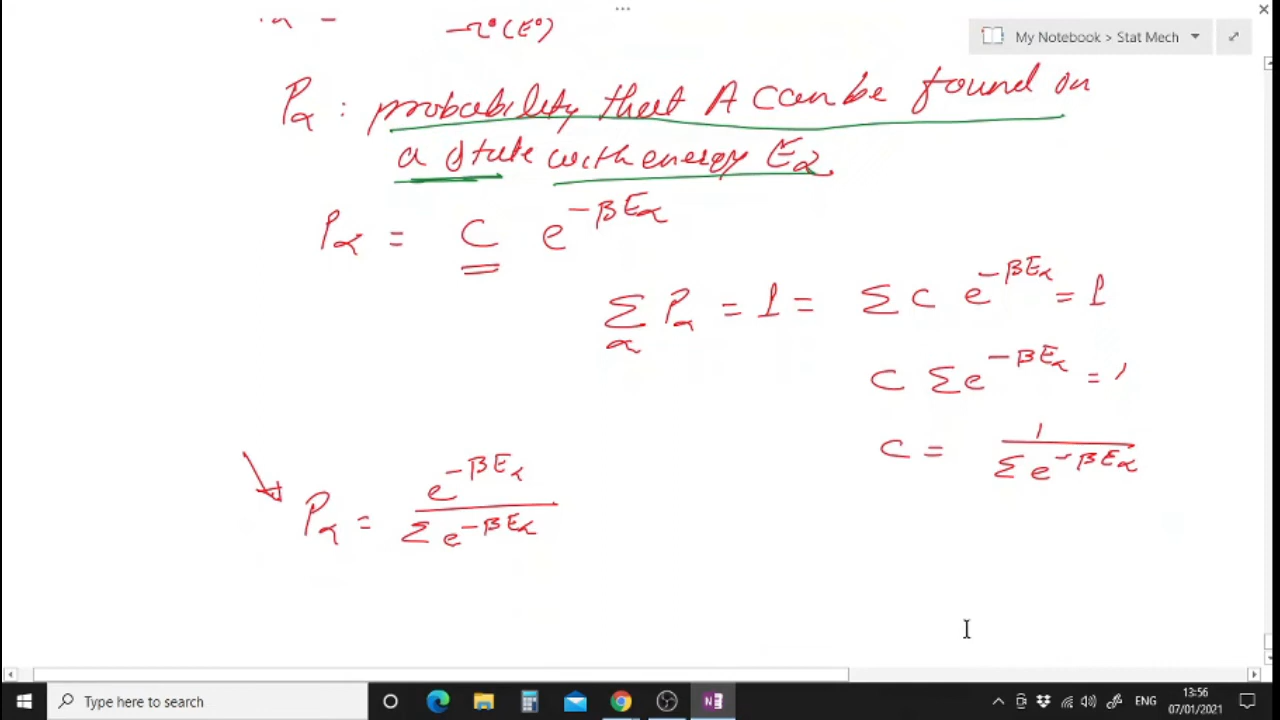 My Notebook > Stat Mech
Ω°(E°)
Pα : probability that A can be found on
a state with energy Eα.
Pα = C e^{-βEα}
∑α Pα = 1 = ∑ C e^{-βEα} = 1
C ∑ e^{-βEα} = 1
C = 1 / ∑ e^{-βEα}
Pα = e^{-βEα} / ∑ e^{-βEα}
Type here to search
ENG
13:56
07/01/2021